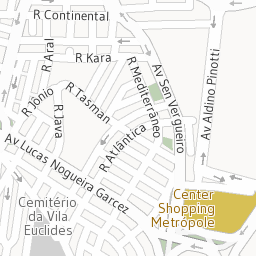 R Continental
R Kara
R Aral
R Mediterrâneo
Av Sen Vergueiro
Av Aldino Pinotti
R Jônio
R Tasman
R Java
R Atlântica
Av Lucas Nogueira Garcez
Cemitério
da Vila
Euclides
Center
Shopping
Metrópole